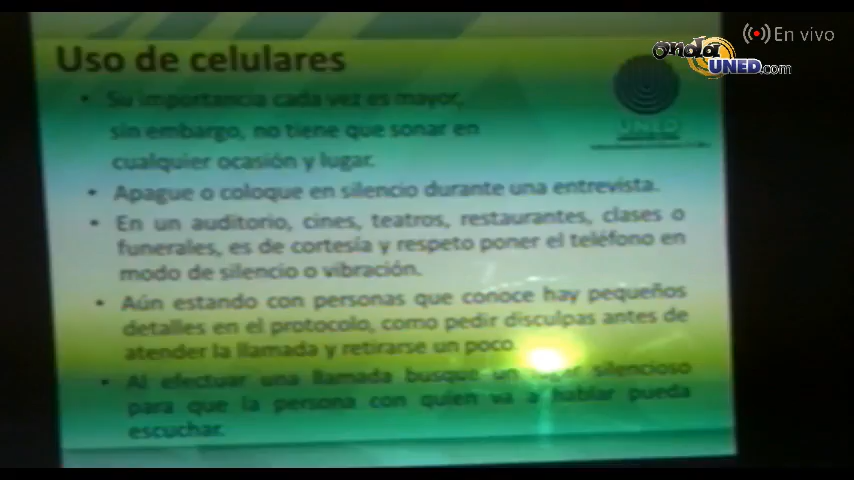 En vivo
onda
UNED.com
Uso de celulares
UNED
• Su importancia cada vez es mayor,
sin embargo, no tiene que sonar en
cualquier ocasión y lugar.
• Apague o coloque en silencio durante una entrevista.
• En un auditorio, cines, teatros, restaurantes, clases o
funerales, es de cortesía y respeto poner el teléfono en
modo de silencio o vibración.
• Aún estando con personas que conoce hay pequeños
detalles en el protocolo, como pedir disculpas antes de
atender la llamada y retirarse un poco
• Al efectuar una llamada busque un lugar silencioso
para que la persona con quien va a hablar pueda
escuchar.